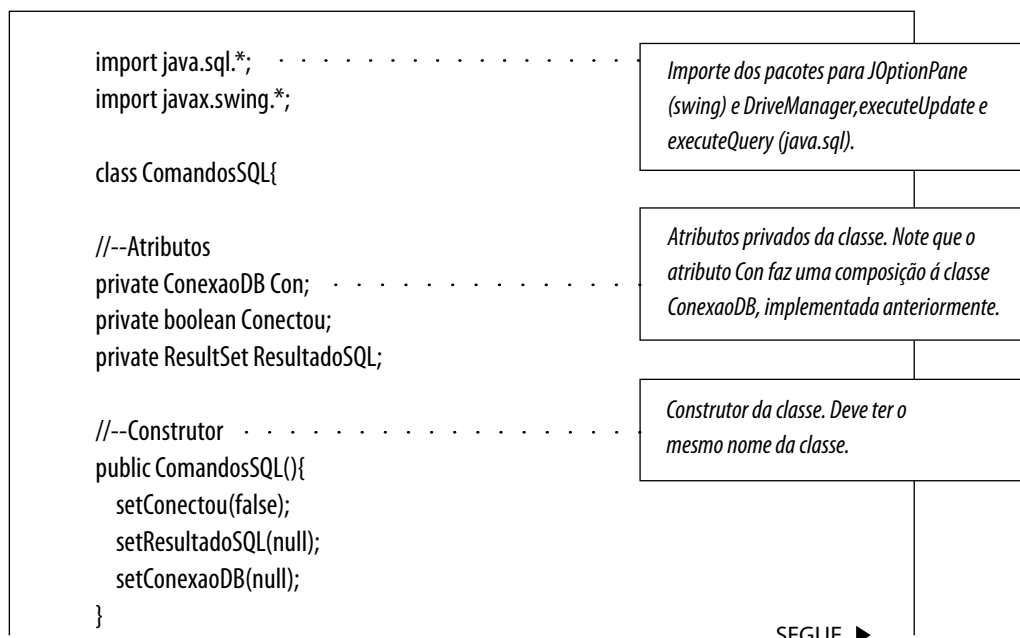 import java.sql.*;
import javax.swing.*;
Importe dos pacotes para JOptionPane
(swing) e DriveManager,executeUpdate e
executeQuery (java.sql).
class ComandosSQL{
//--Atributos
private ConexaoDB Con;
private boolean Conectou;
private ResultSet ResultadoSQL;
Atributos privados da classe. Note que o
atributo Con faz uma composição á classe
ConexaoDB, implementada anteriormente.
//--Construtor
public ComandosSQL(){
setConectou(false);
setResultadoSQL(null);
setConexaoDB(null);
}
Construtor da classe. Deve ter o
mesmo nome da classe.
SEGUE